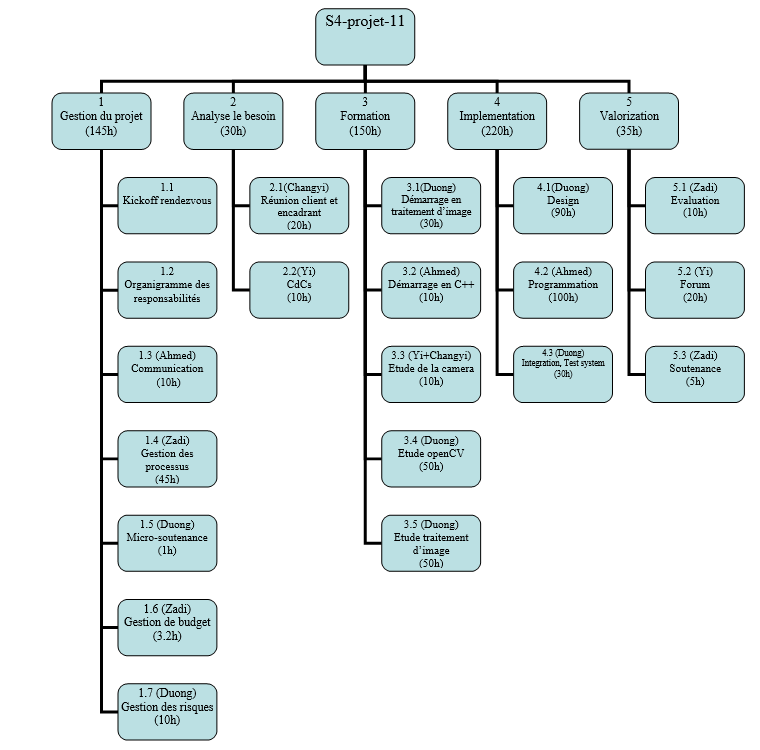 S4-projet-11
1
Gestion du projet
(145h)
2
Analyse le besoin
(30h)
3
Formation
(150h)
4
Implementation
(220h)
5
Valorization
(35h)
1.1
Kickoff rendezvous
1.2
Organigramme des
responsabilités
1.3 (Ahmed)
Communication
(10h)
1.4 (Zadi)
Gestion des
processus
(45h)
1.5 (Duong)
Micro-soutenance
(1h)
1.6 (Zadi)
Gestion de budget
(3.2h)
1.7 (Duong)
Gestion des risques
(10h)
2.1(Changyi)
Réunion client et
encadrant
(20h)
2.2(Yi)
CdCs
(10h)
3.1(Duong)
Démarrage en
traitement d’image
(30h)
3.2 (Ahmed)
Démarrage en C++
(10h)
3.3 (Yi+Changyi)
Etude de la camera
(10h)
3.4 (Duong)
Etude openCV
(50h)
3.5 (Duong)
Etude traitement
d’image
(50h)
4.1(Duong)
Design
(90h)
4.2 (Ahmed)
Programmation
(100h)
4.3 (Duong)
Integration, Test system
(30h)
5.1 (Zadi)
Evaluation
(10h)
5.2 (Yi)
Forum
(20h)
5.3 (Zadi)
Soutenance
(5h)